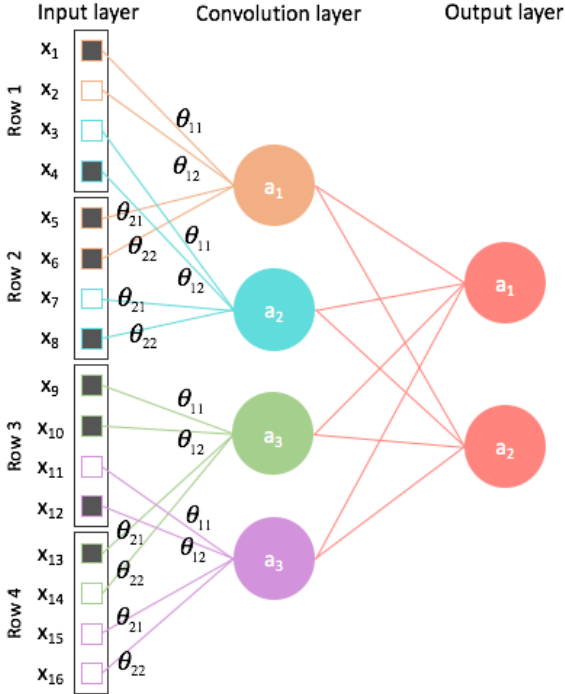 Input layer Convolution layer Output layer
Row 1
x1
x2
x3
x4
Row 2
x5
x6
x7
x8
Row 3
x9
x10
x11
x12
Row 4
x13
x14
x15
x16
θ11
θ12
θ21
θ22
θ11
θ12
θ21
θ22
θ11
θ12
θ21
θ22
θ11
θ12
θ21
θ22
a1
a2
a3
a3
a1
a2